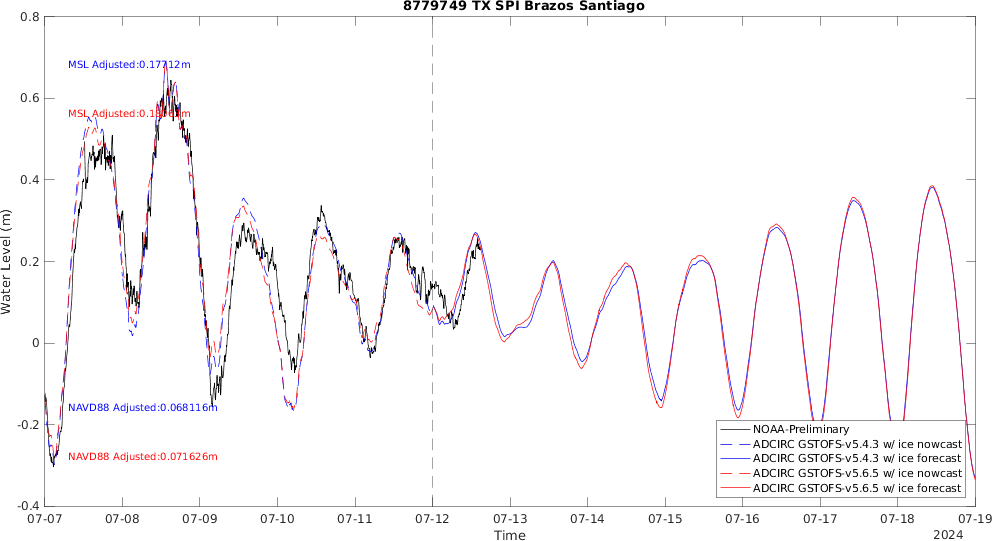 8779749 TX SPI Brazos Santiago
Water Level (m)
0.8
0.6
0.4
0.2
0
-0.2
-0.4
MSL Adjusted:0.17712m
MSL Adjusted:
NAVD88 Adjusted:0.068116m
NAVD88 Adjusted:0.071626m
NOAA-Preliminary
ADCIRC GSTOFS-v5.4.3 w/ ice nowcast
ADCIRC GSTOFS-v5.4.3 w/ ice forecast
ADCIRC GSTOFS-v5.6.5 w/ ice nowcast
ADCIRC GSTOFS-v5.6.5 w/ ice forecast
07-07 07-08 07-09 07-10 07-11 07-12 07-13 07-14 07-15 07-16 07-17 07-18 07-19
Time
2024